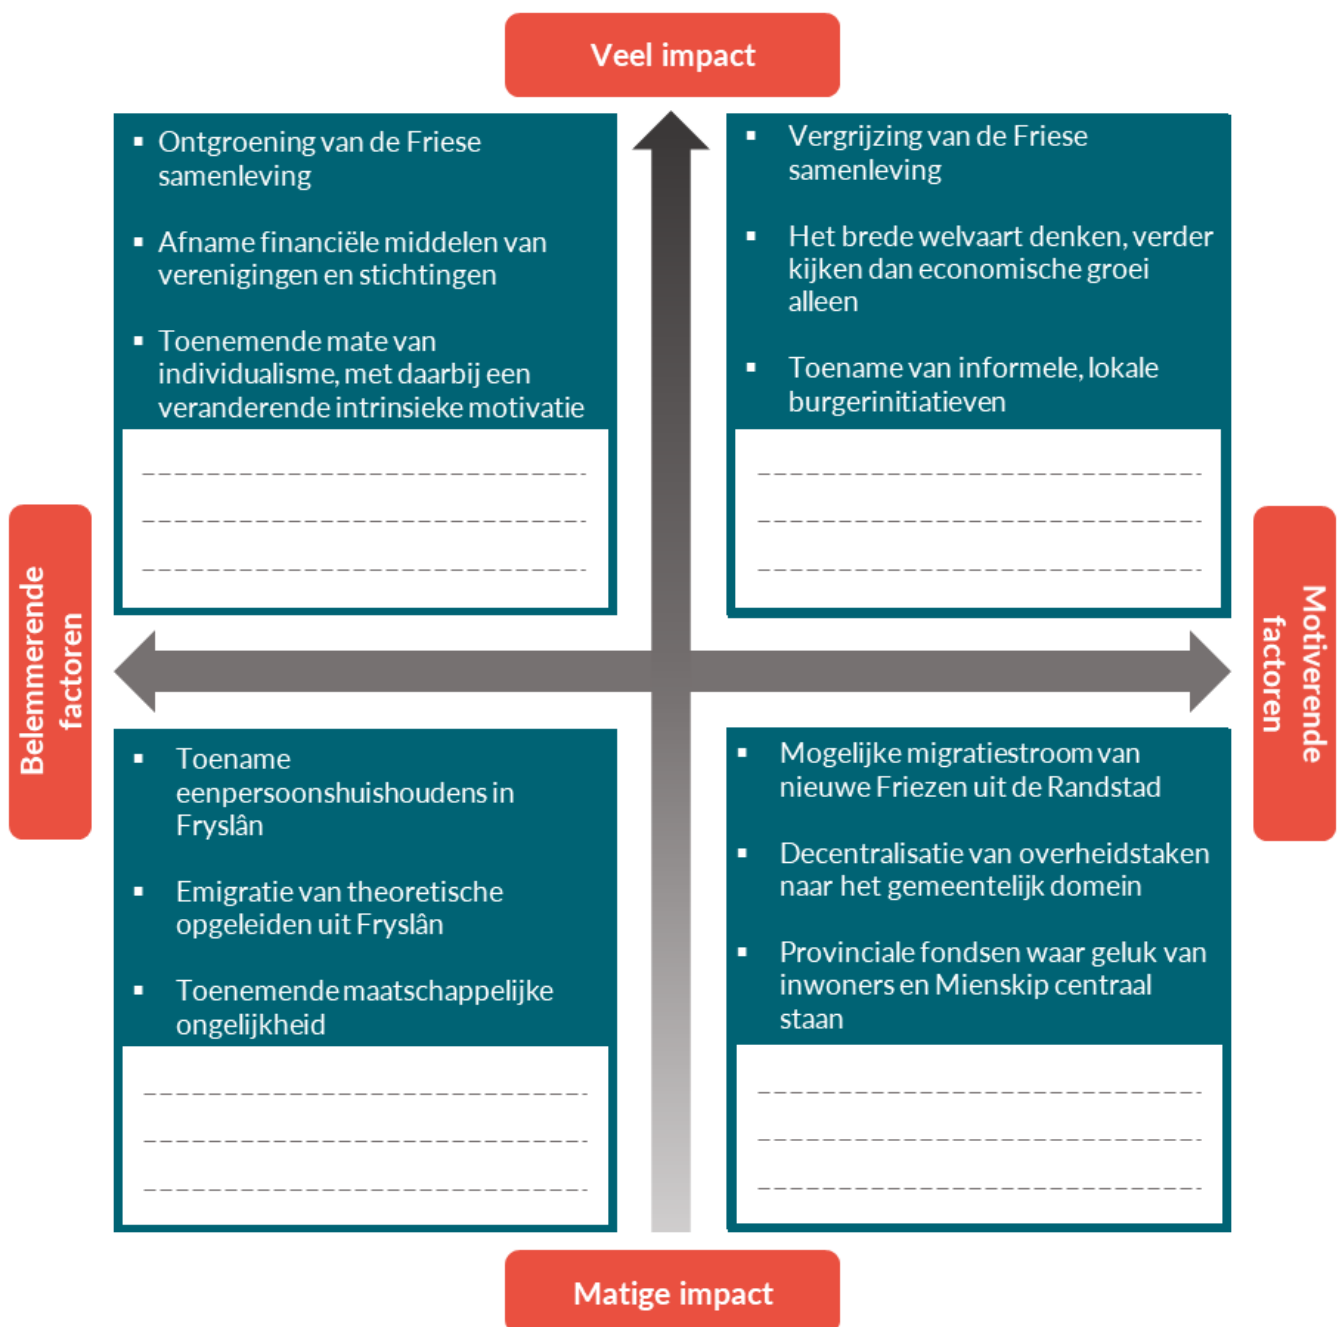 Veel impact
▪ Ontgroening van de Friese
samenleving
▪ Afname financiële middelen van
verenigingen en stichtingen
▪ Toenemende mate van
individualisme, met daarbij een
veranderende intrinsieke motivatie
▪ Vergrijzing van de Friese
samenleving
▪ Het brede welvaart denken, verder
kijken dan economische groei
alleen
▪ Toename van informele, lokale
burgerinitiatieven
Belemmerende
factoren
Motiverende
factoren
▪ Toename
eenpersoonshuishoudens in
Fryslân
▪ Emigratie van theoretische
opgeleiden uit Fryslân
▪ Toenemende maatschappelijke
ongelijkheid
▪ Mogelijke migratiestroom van
nieuwe Friezen uit de Randstad
▪ Decentralisatie van overheidstaken
naar het gemeentelijk domein
▪ Provinciale fondsen waar geluk van
inwoners en Mienskip centraal
staan
Matige impact